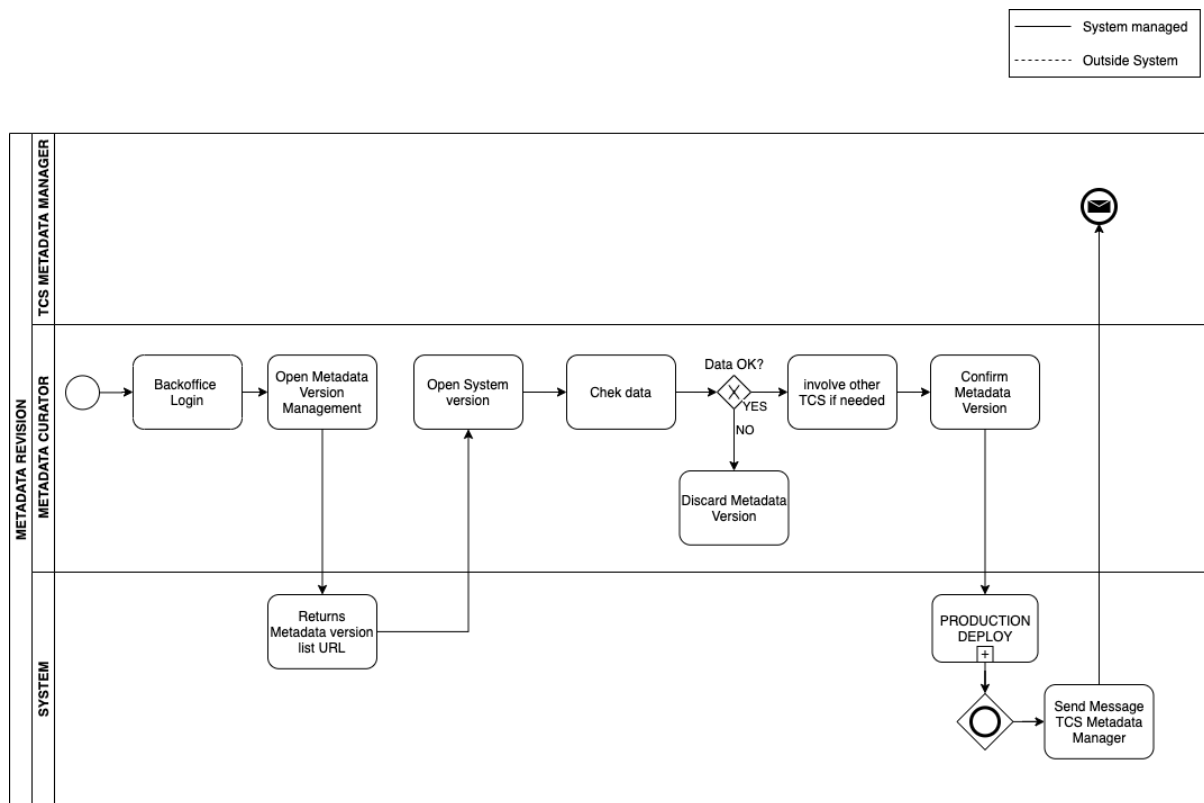 System managed
Outside System
METADATA REVISION
TCS METADATA MANAGER
METADATA CURATOR
Backoffice
Login
Open Metadata
Version
Management
Open System
version
Chek data
Data OK?
X
YES
NO
involve other
TCS if needed
Confirm
Metadata
Version
Discard Metadata
Version
SYSTEM
Returns
Metadata version
list URL
PRODUCTION
DEPLOY
+
Send Message
TCS Metadata
Manager